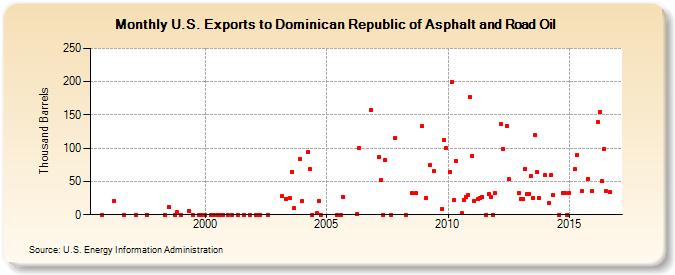 Monthly U.S. Exports to Dominican Republic of Asphalt and Road Oil
Thousand Barrels
250
200
150
100
50
0
2000 2005 2010 2015
Source: U.S. Energy Information Administration